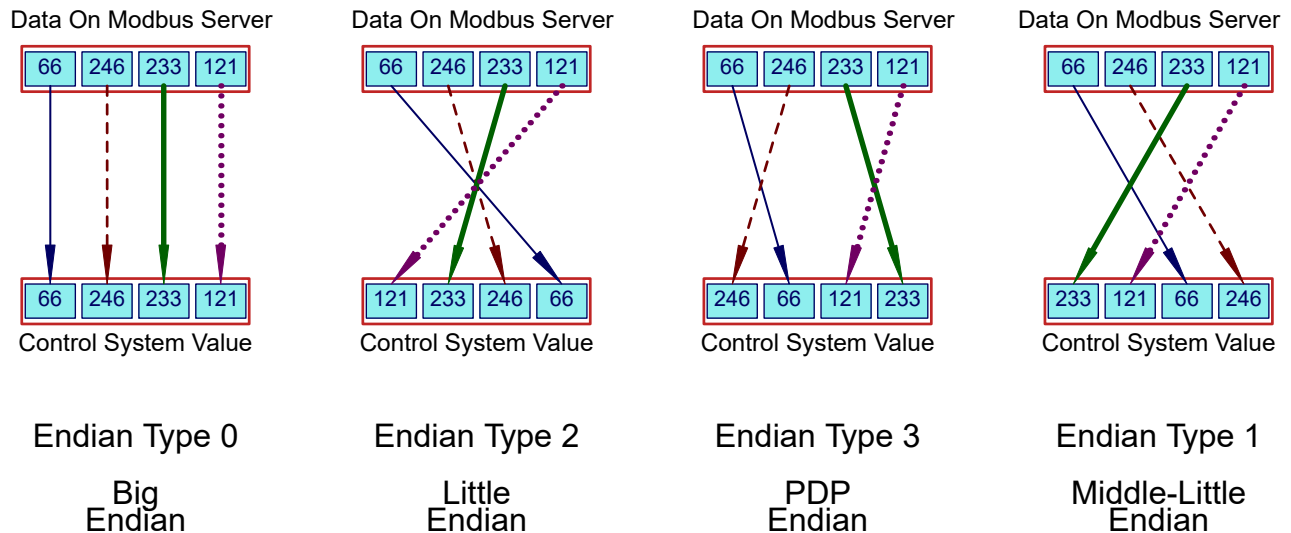 Data On Modbus Server
66 246 233 121
66 246 233 121
Control System Value
Endian Type 0
Big
Endian
Data On Modbus Server
66 246 233 121
121 233 246 66
Control System Value
Endian Type 2
Little
Endian
Data On Modbus Server
66 246 233 121
246 66 121 233
Control System Value
Endian Type 3
PDP
Endian
Data On Modbus Server
66 246 233 121
233 121 66 246
Control System Value
Endian Type 1
Middle-Little
Endian